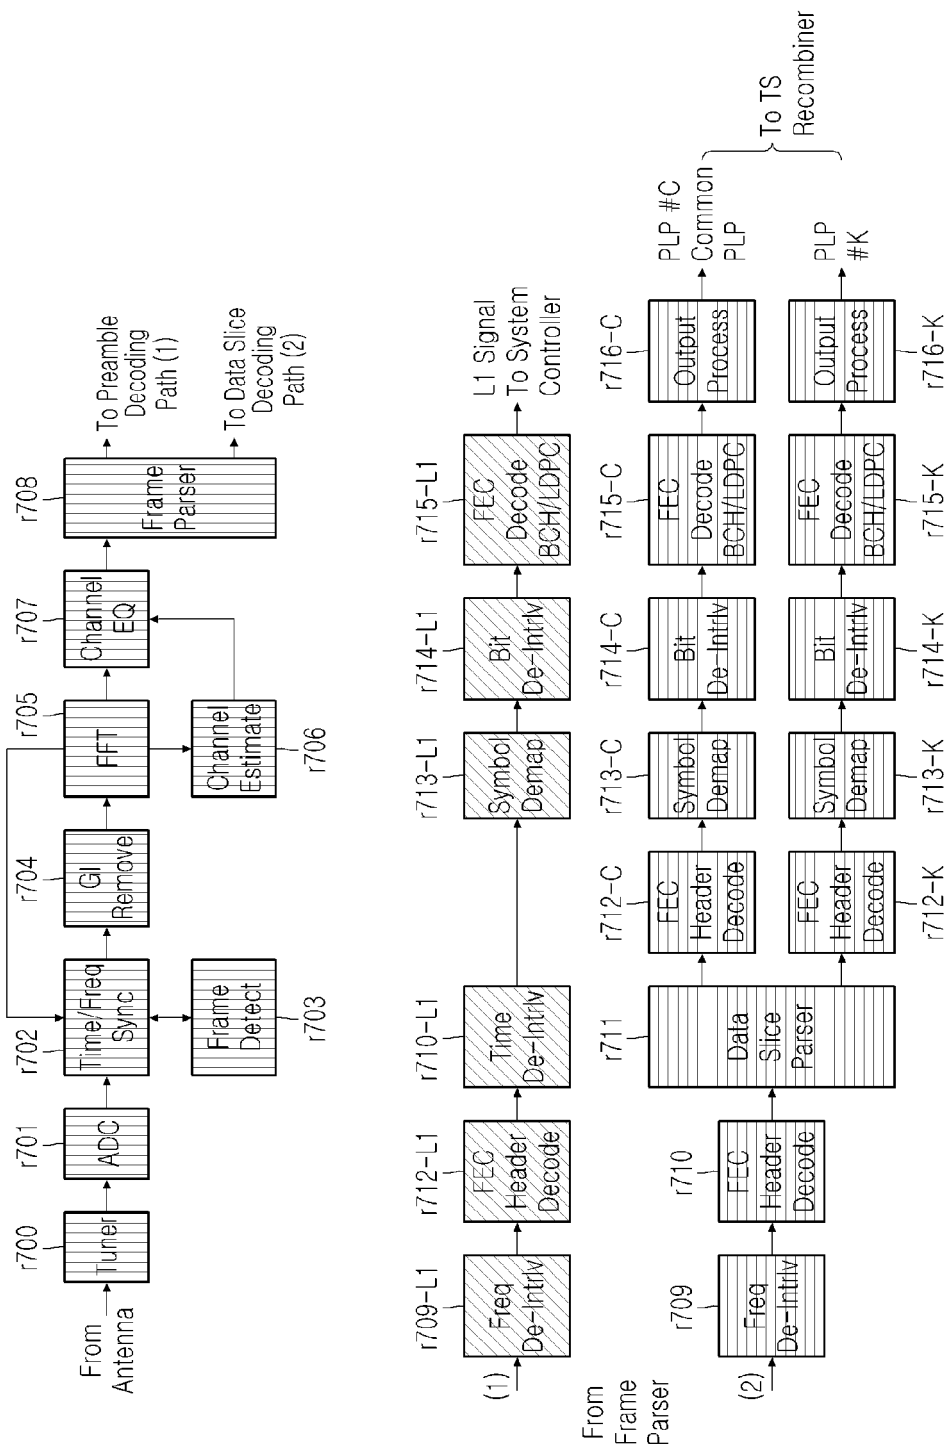 From
Antenna
r700
Tuner
r701
ADC
r702
Time/Freq
Sync
r703
Frame
Detect
r704
GI
Remove
r705
FFT
r706
Channel
Estimate
r707
Channel
EQ
r708
Frame
Parser
To Preamble
Decoding
Path (1)
To Data Slice
Decoding
Path (2)
From
Frame
Parser
(1)
r709-L1
Freq
De-Intrlv
r712-L1
FEC
Header
Decode
r710-L1
Time
De-Intrlv
r713-L1
Symbol
Demap
r714-L1
Bit
De-Intrlv
r715-L1
FEC
Decode
BCH/LDPC
L1 Signal
To System
Controller
(2)
r709
Freq
De-Intrlv
r710
FEC
Header
Decode
r711
Data
Slice
Parser
r712-C
FEC
Header
Decode
r713-C
Symbol
Demap
r714-C
Bit
De-Intrlv
r715-C
FEC
Decode
BCH/LDPC
r716-C
Output
Process
PLP #C
Common
PLP
r712-K
FEC
Header
Decode
r713-K
Symbol
Demap
r714-K
Bit
De-Intrlv
r715-K
FEC
Decode
BCH/LDPC
r716-K
Output
Process
PLP
#K
To TS
Recombiner